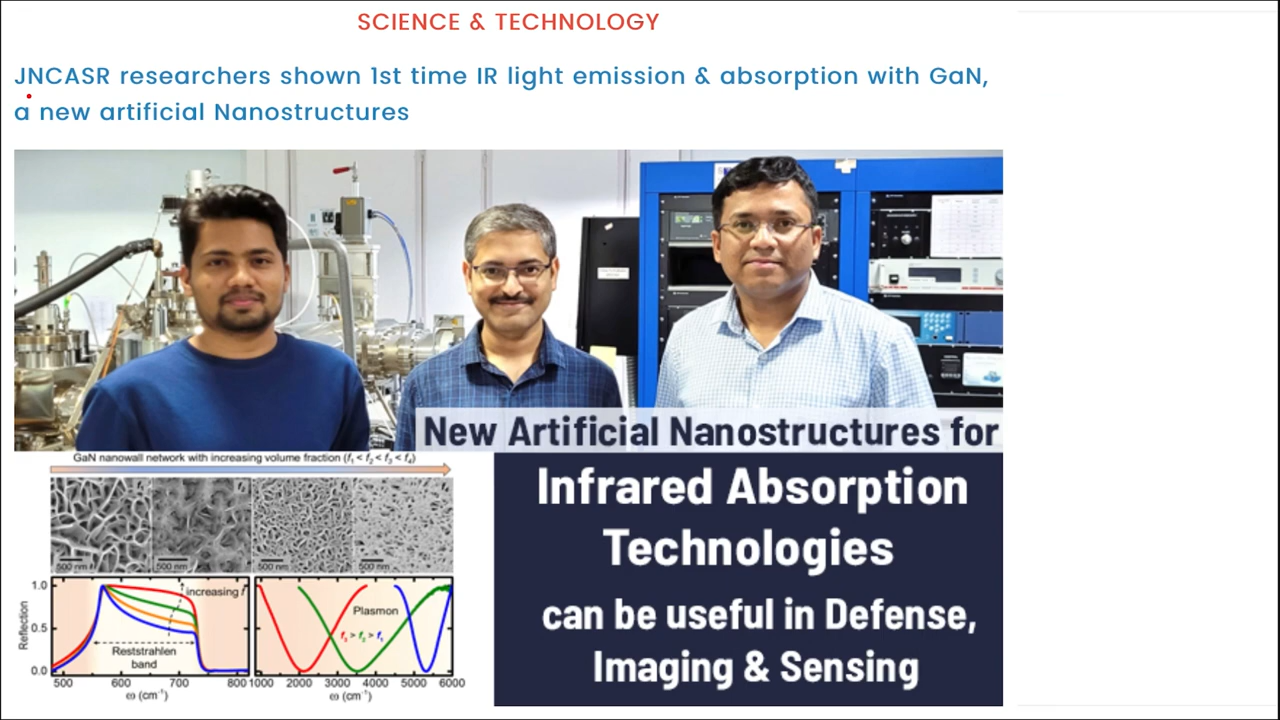 SCIENCE & TECHNOLOGY
JNCASR researchers shown 1st time IR light emission & absorption with GaN,
a new artificial Nanostructures
New Artificial Nanostructures for
Infrared Absorption
Technologies
can be useful in Defense,
Imaging & Sensing
GaN nanowall network with increasing volume fraction (f₁ < f₂ < f₃ < f₄)
500 nm 500 nm 500 nm 500 nm
Reflection
1.0
0.5
0.0
increasing f
Reststrahlen
band
500 600 700 800
ω (cm⁻¹)
Plasmon
1000 2000 3000 4000 5000 6000
ω (cm⁻¹)